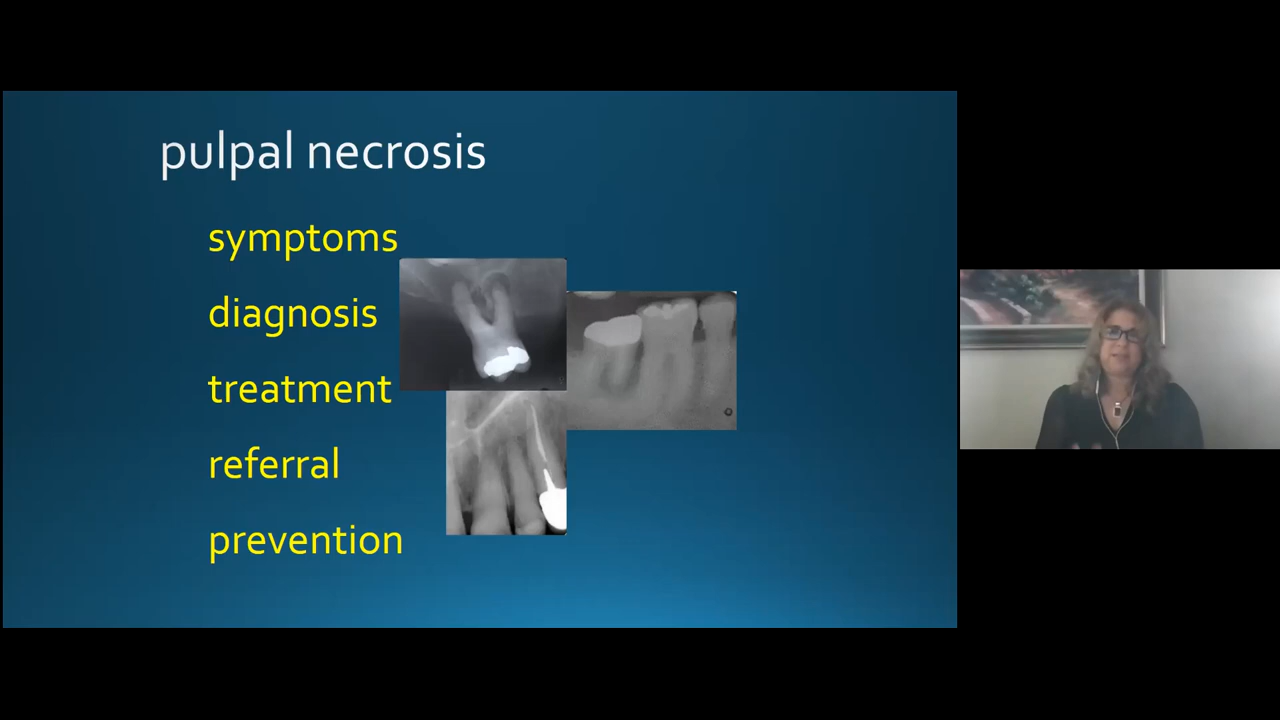 pulpal necrosis
symptoms
diagnosis
treatment
referral
prevention